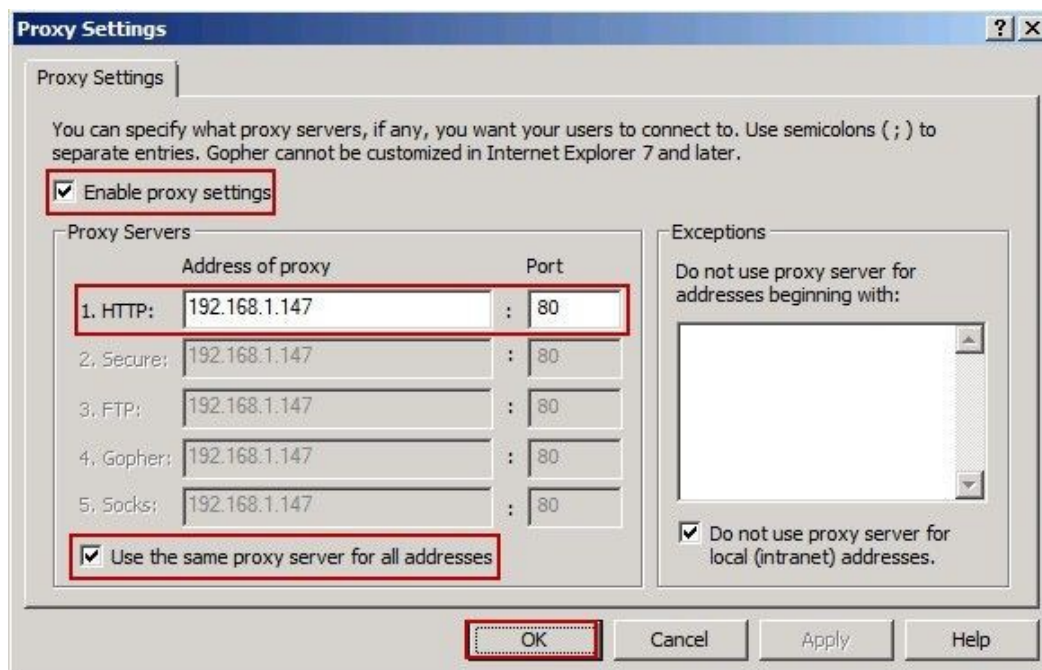 Proxy Settings
Proxy Settings
You can specify what proxy servers, if any, you want your users to connect to. Use semicolons ( ; ) to
separate entries. Gopher cannot be customized in Internet Explorer 7 and later.
Enable proxy settings
Proxy Servers
Address of proxy Port
1. HTTP: 192.168.1.147 : 80
2. Secure: 192.168.1.147 : 80
3. FTP: 192.168.1.147 : 80
4. Gopher: 192.168.1.147 : 80
5. Socks: 192.168.1.147 : 80
Use the same proxy server for all addresses
Exceptions
Do not use proxy server for
addresses beginning with:
Do not use proxy server for
local (intranet) addresses.
OK Cancel Apply Help